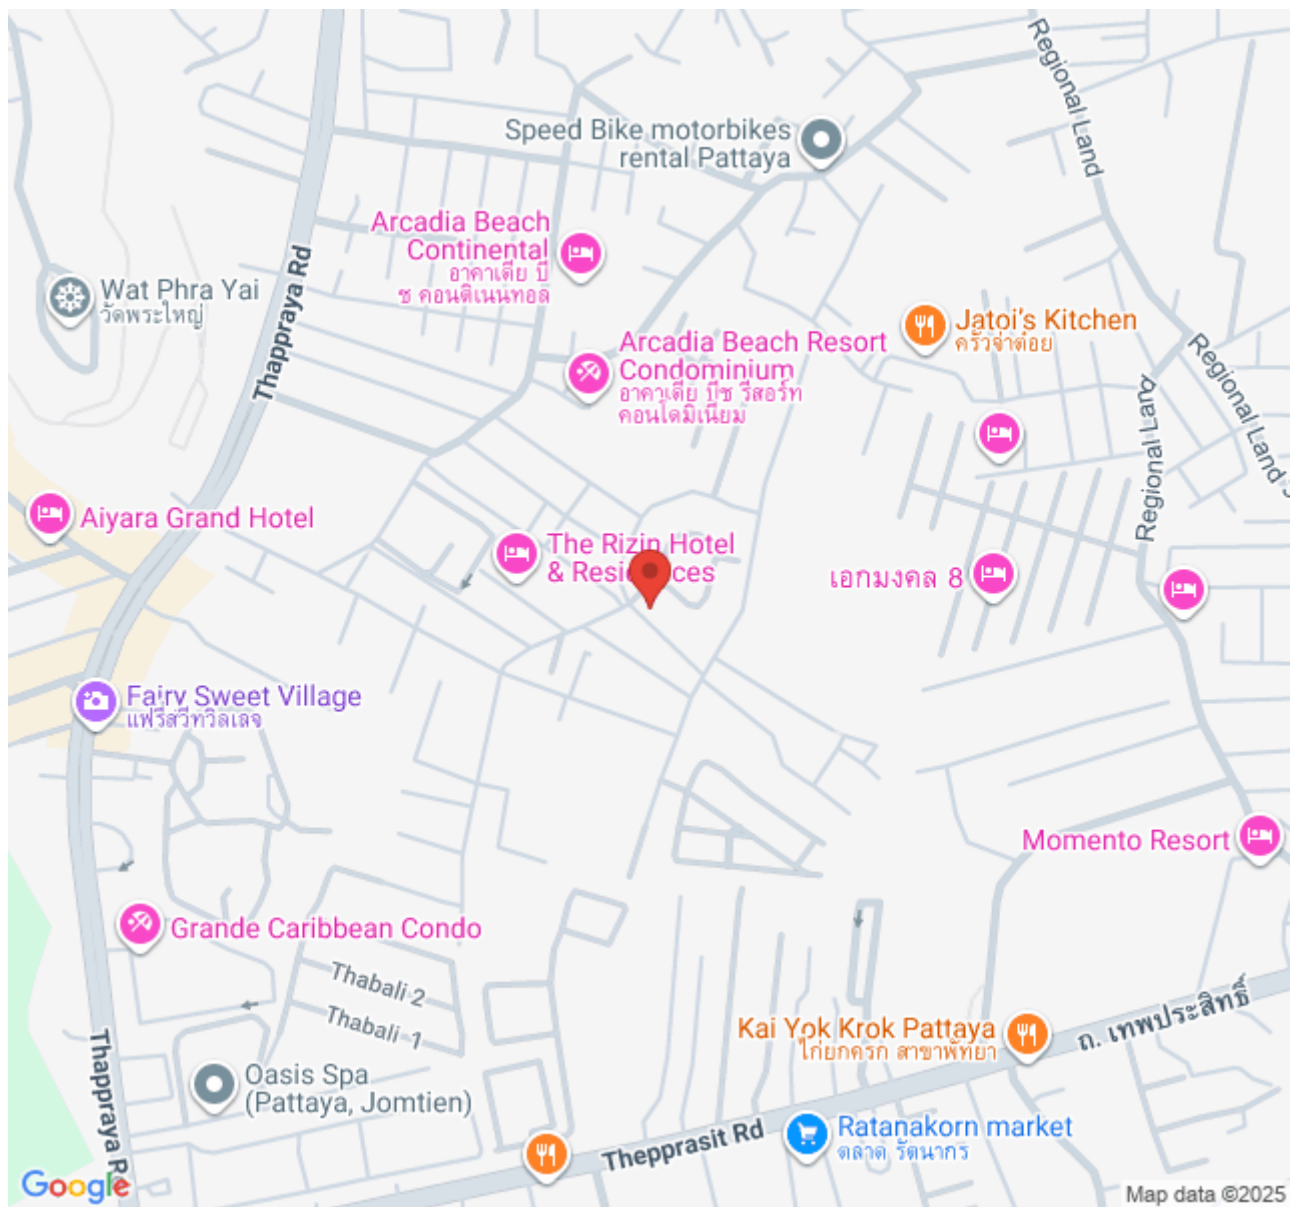 Regional Land
Speed Bike motorbikes
rental Pattaya
Arcadia Beach
Continental
อาคาเดีย บี
ช คอนติเนนทอล
Thappraya Rd
Wat Phra Yai
วัดพระใหญ่
Jatoi's Kitchen
ครัวจ่าต๋อย
Arcadia Beach Resort
Condominium
อาคาเดีย บีช รีสอร์ท
คอนโดมิเนียม
Regional Land
Regional Land
Aiyara Grand Hotel
The Rizin Hotel
& Residences
เอกมงคล 8
Fairy Sweet Village
แฟรีสวีทวิลเลจ
Momento Resort
Grande Caribbean Condo
Thabali 2
Thabali 1
Kai Yok Krok Pattaya
ไก่ยกครก สาขาพัทยา
ถ. เทพประสิทธิ์
Thappraya R
Oasis Spa
(Pattaya, Jomtien)
Thepprasit Rd
Ratanakorn market
ตลาด รัตนากร
Google
Map data ©2025